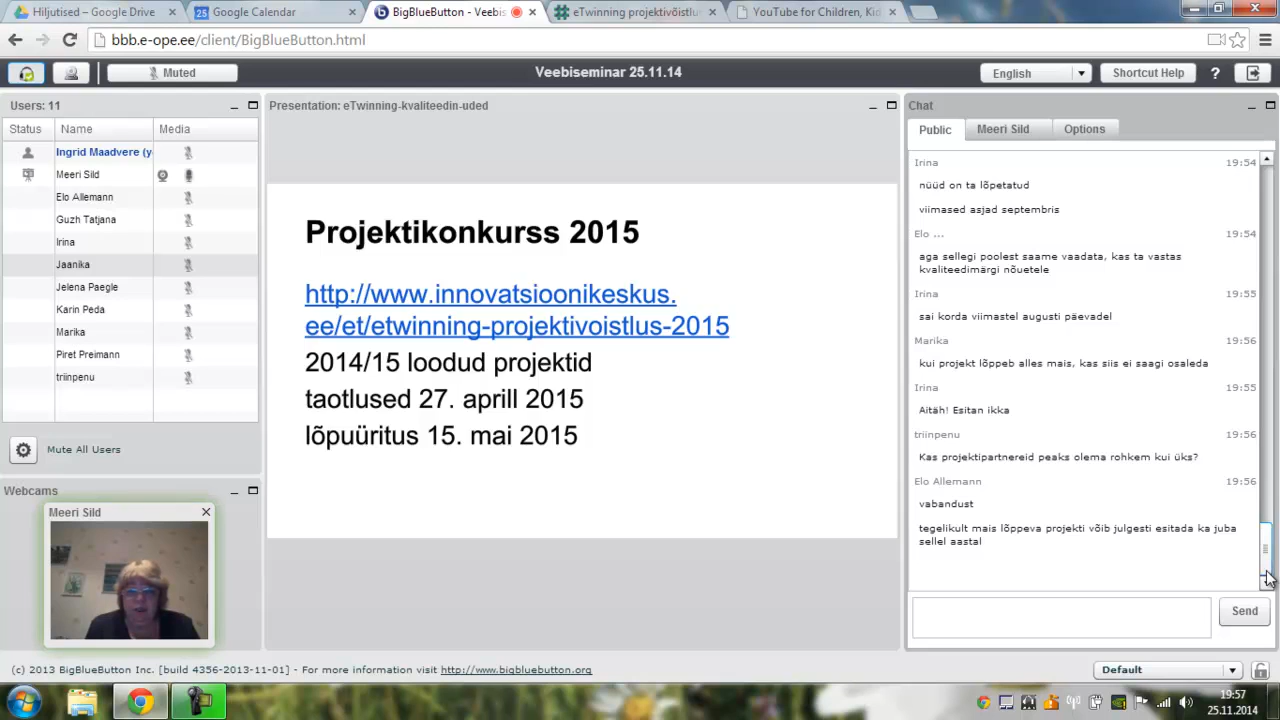 Hiljutised – Google Drive
25
Google Calendar
BigBlueButton - Veebis
eTwinning projektivõistlu
YouTube for Children, Kid
bbb.e-ope.ee/client/BigBlueButton.html
Muted
Veebiseminar 25.11.14
English
Shortcut Help
?
Users: 11
Status Name Media
Ingrid Maadvere (y
Meeri Sild
Elo Allemann
Guzh Tatjana
Irina
Jaanika
Jelena Paegle
Karin Peda
Marika
Piret Preimann
triinpenu
Mute All Users
Webcams
Meeri Sild
Presentation: eTwinning-kvaliteedin-uded
Projektikonkurss 2015
http://www.innovatsioonikeskus.
ee/et/etwinning-projektivoistlus-2015
2014/15 loodud projektid
taotlused 27. aprill 2015
lõpuüritus 15. mai 2015
Chat
Public Meeri Sild Options
Irina 19:54
nüüd on ta lõpetatud
viimased asjad septembris
Elo ... 19:54
aga sellegi poolest saame vaadata, kas ta vastas
kvaliteedimärgi nõuetele
Irina 19:55
sai korda viimastel augusti päevadel
Marika 19:56
kui projekt lõppeb alles mais, kas siis ei saagi osaleda
Irina 19:55
Aitäh! Esitan ikka
triinpenu 19:56
Kas projektipartnereid peaks olema rohkem kui üks?
Elo Allemann 19:56
vabandust
tegelikult mais lõppeva projekti võib julgesti esitada ka juba
sellel aastal
Send
(c) 2013 BigBlueButton Inc. [build 4356-2013-11-01] - For more information visit http://www.bigbluebutton.org
Default
19:57
25.11.2014